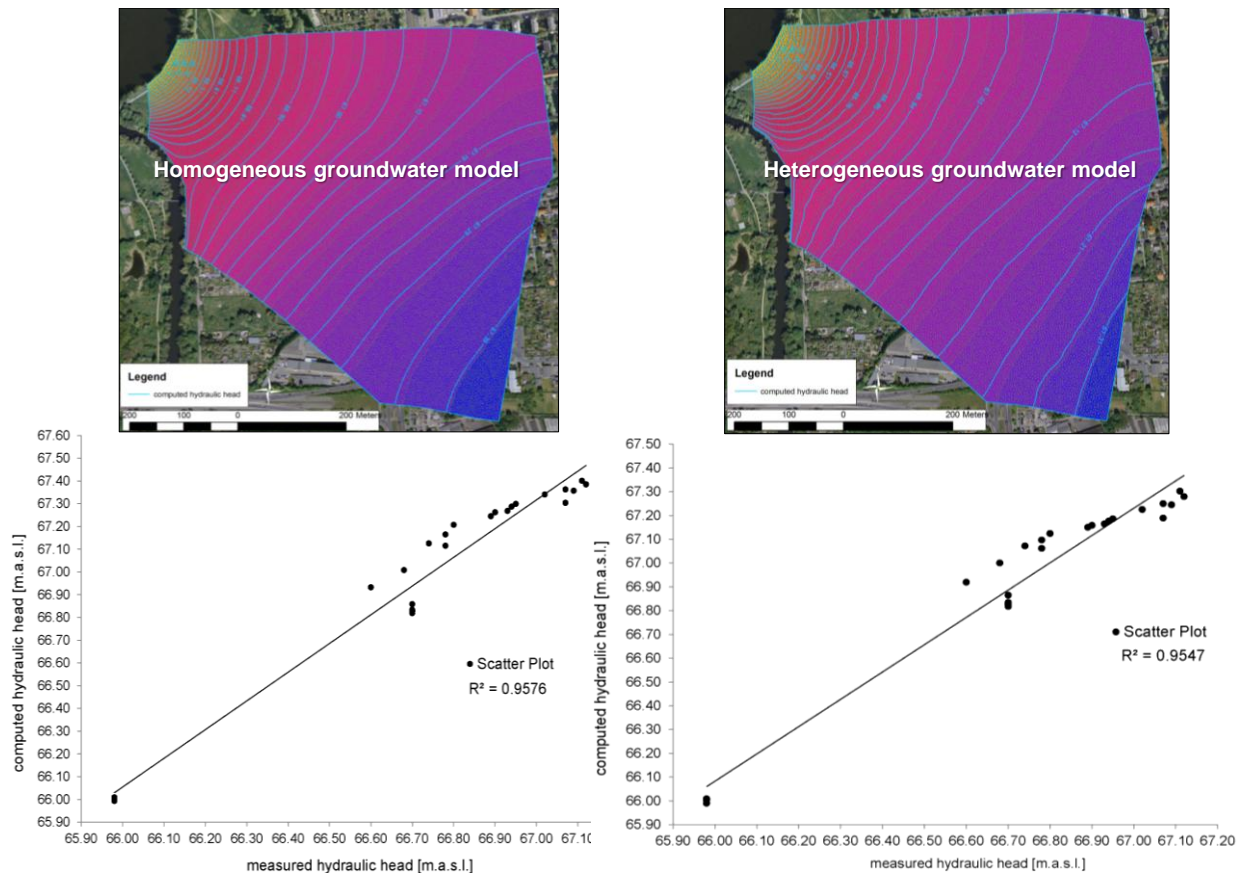 Homogeneous groundwater model
Legend
computed hydraulic head
200 100 0 200 Meters
Heterogeneous groundwater model
Legend
computed hydraulic head
200 100 0 200 Meters
67.60
67.50
67.40
67.30
67.20
67.10
67.00
66.90
66.80
66.70
66.60
66.50
66.40
66.30
66.20
66.10
66.00
65.90
computed hydraulic head [m.a.s.l.]
Scatter Plot
R² = 0.9576
65.90 66.00 66.10 66.20 66.30 66.40 66.50 66.60 66.70 66.80 66.90 67.00 67.10
measured hydraulic head [m.a.s.l.]
67.50
67.40
67.30
67.20
67.10
67.00
66.90
66.80
66.70
66.60
66.50
66.40
66.30
66.20
66.10
66.00
65.90
computed hydraulic head [m.a.s.l.]
Scatter Plot
R² = 0.9547
65.90 66.00 66.10 66.20 66.30 66.40 66.50 66.60 66.70 66.80 66.90 67.00 67.10 67.20
measured hydraulic head [m.a.s.l.]